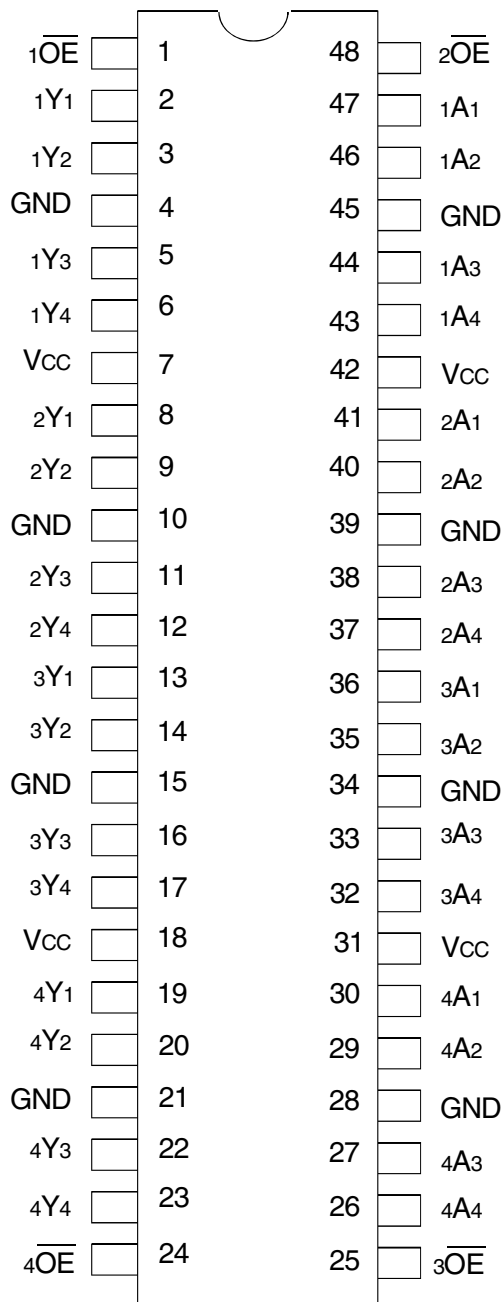 1OE 1 48 2OE
1Y1 2 47 1A1
1Y2 3 46 1A2
GND 4 45 GND
1Y3 5 44 1A3
1Y4 6 43 1A4
VCC 7 42 VCC
2Y1 8 41 2A1
2Y2 9 40 2A2
GND 10 39 GND
2Y3 11 38 2A3
2Y4 12 37 2A4
3Y1 13 36 3A1
3Y2 14 35 3A2
GND 15 34 GND
3Y3 16 33 3A3
3Y4 17 32 3A4
VCC 18 31 VCC
4Y1 19 30 4A1
4Y2 20 29 4A2
GND 21 28 GND
4Y3 22 27 4A3
4Y4 23 26 4A4
4OE 24 25 3OE